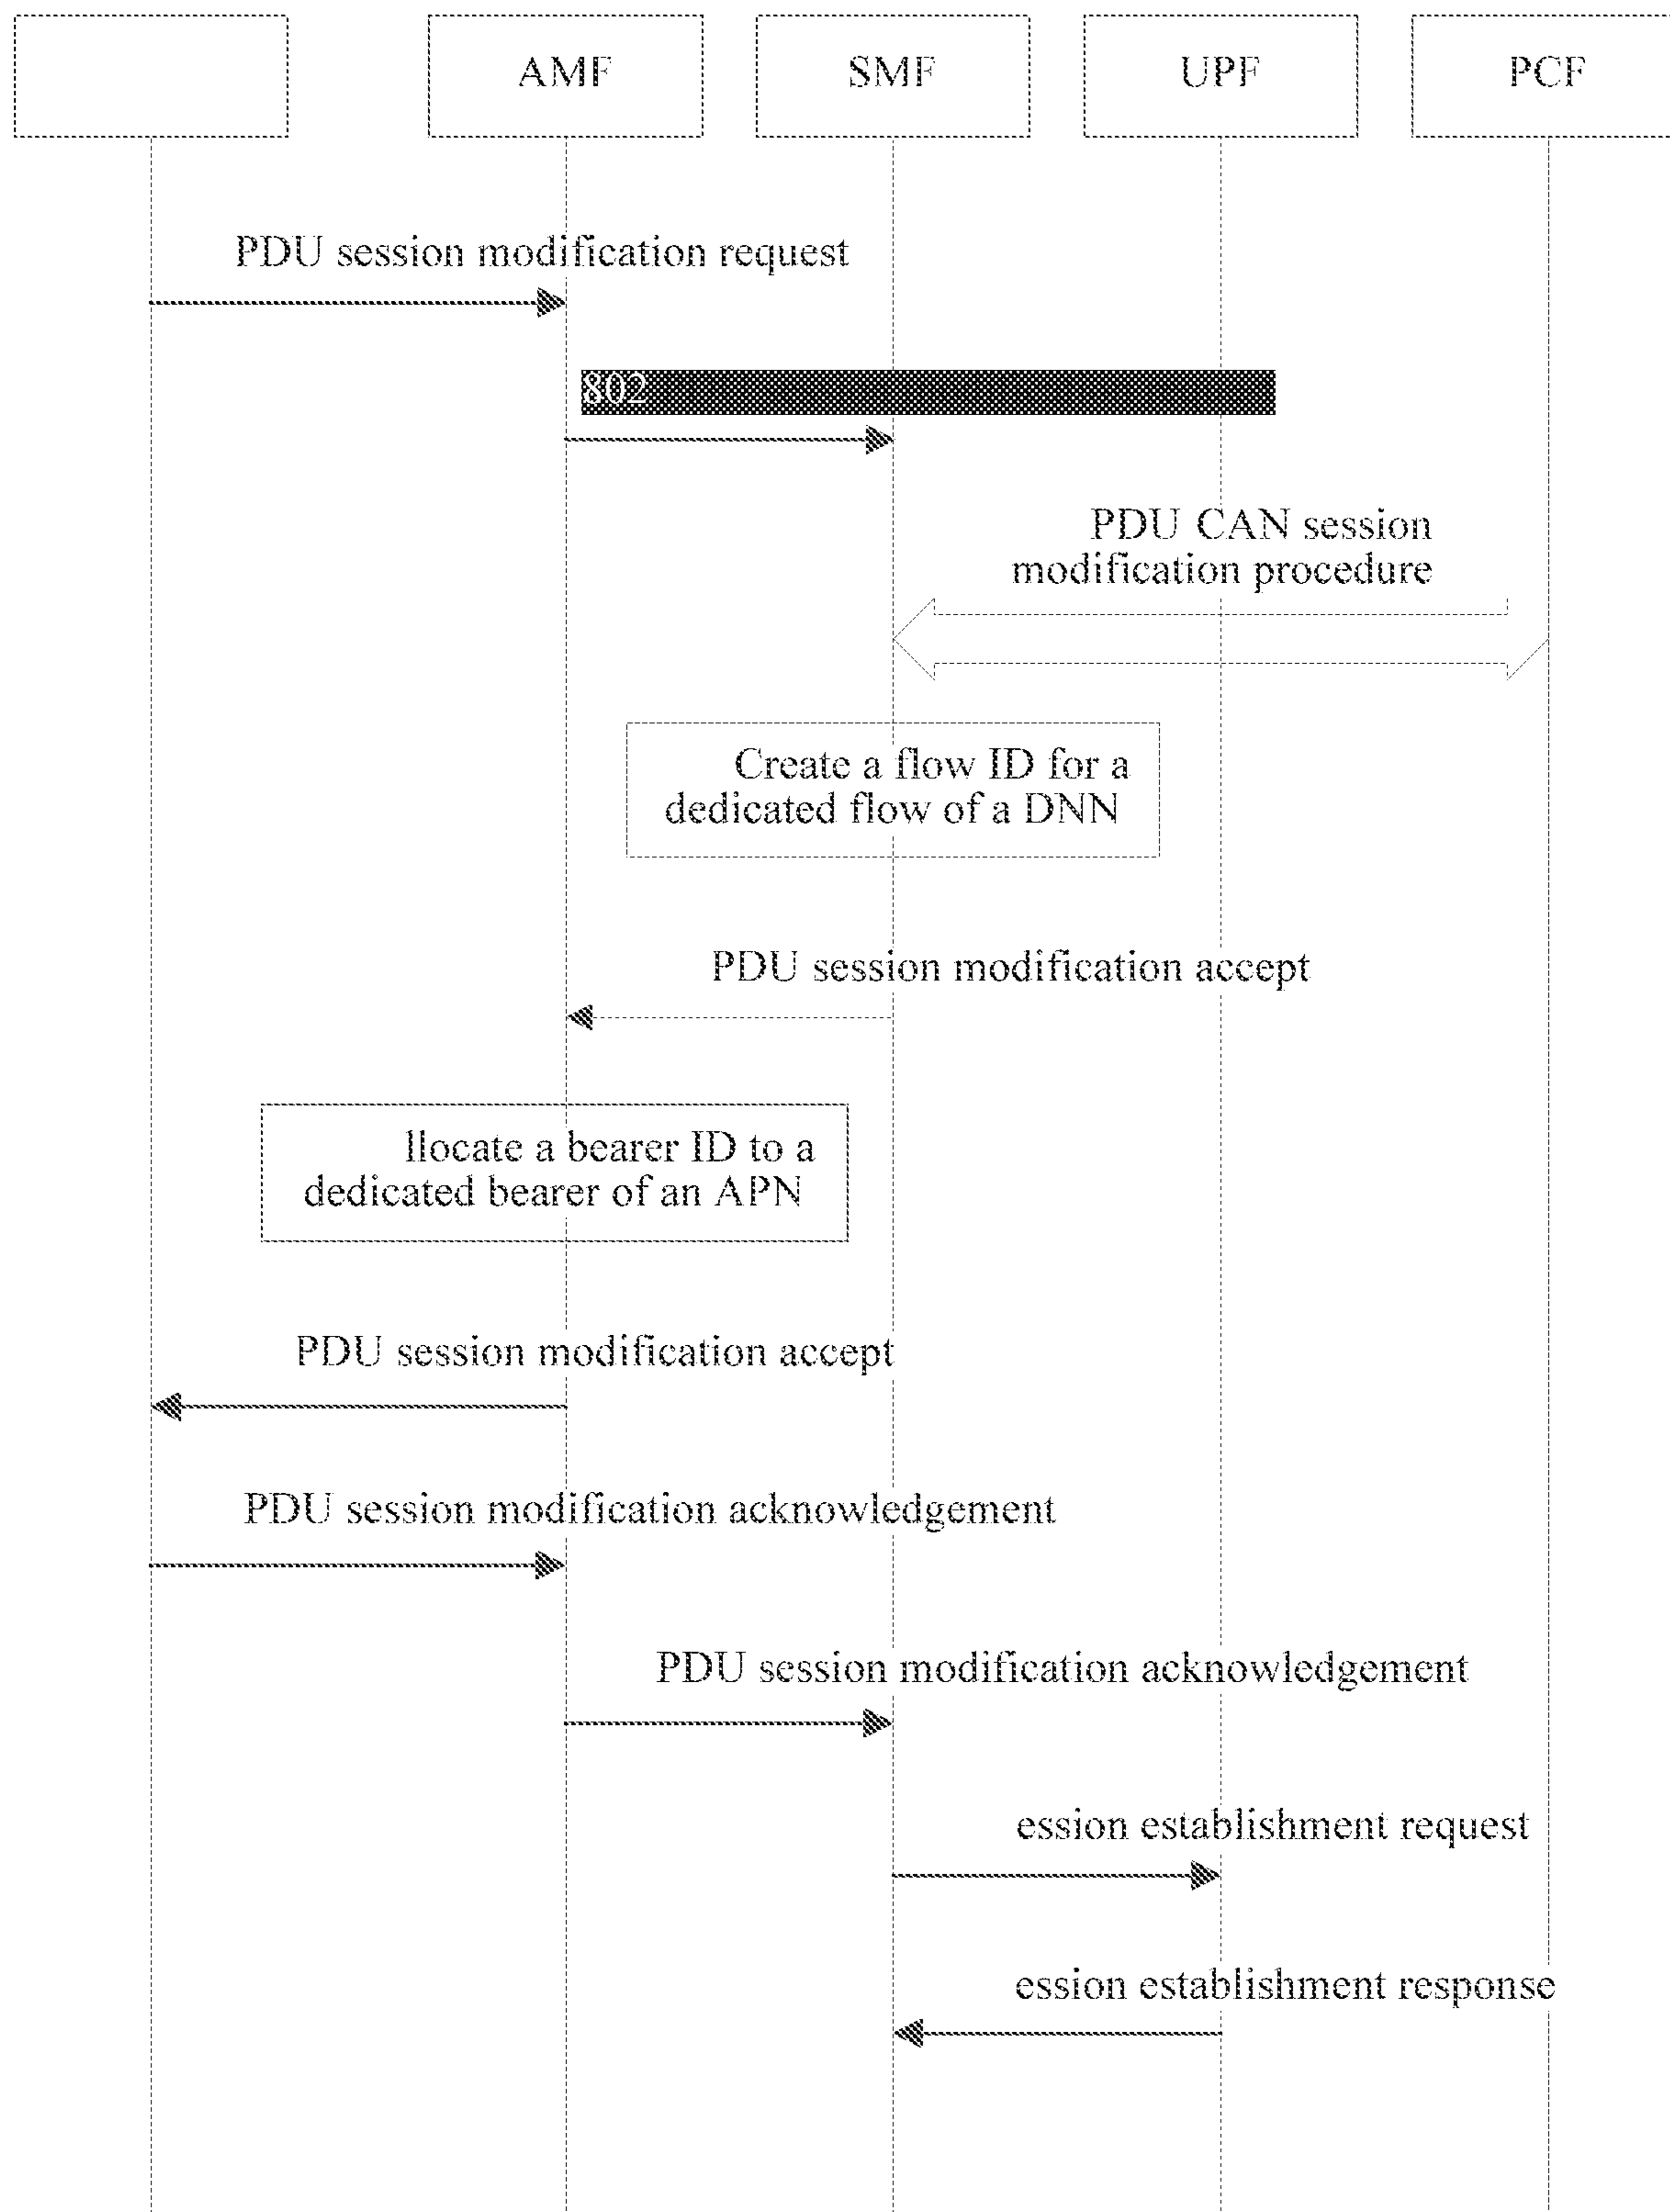 AMF
SMF
UPF
PCF
PDU session modification request
802
PDU CAN session
modification procedure
Create a flow ID for a
dedicated flow of a DNN
PDU session modification accept
llocate a bearer ID to a
dedicated bearer of an APN
PDU session modification accept
PDU session modification acknowledgement
PDU session modification acknowledgement
ession establishment request
ession establishment response